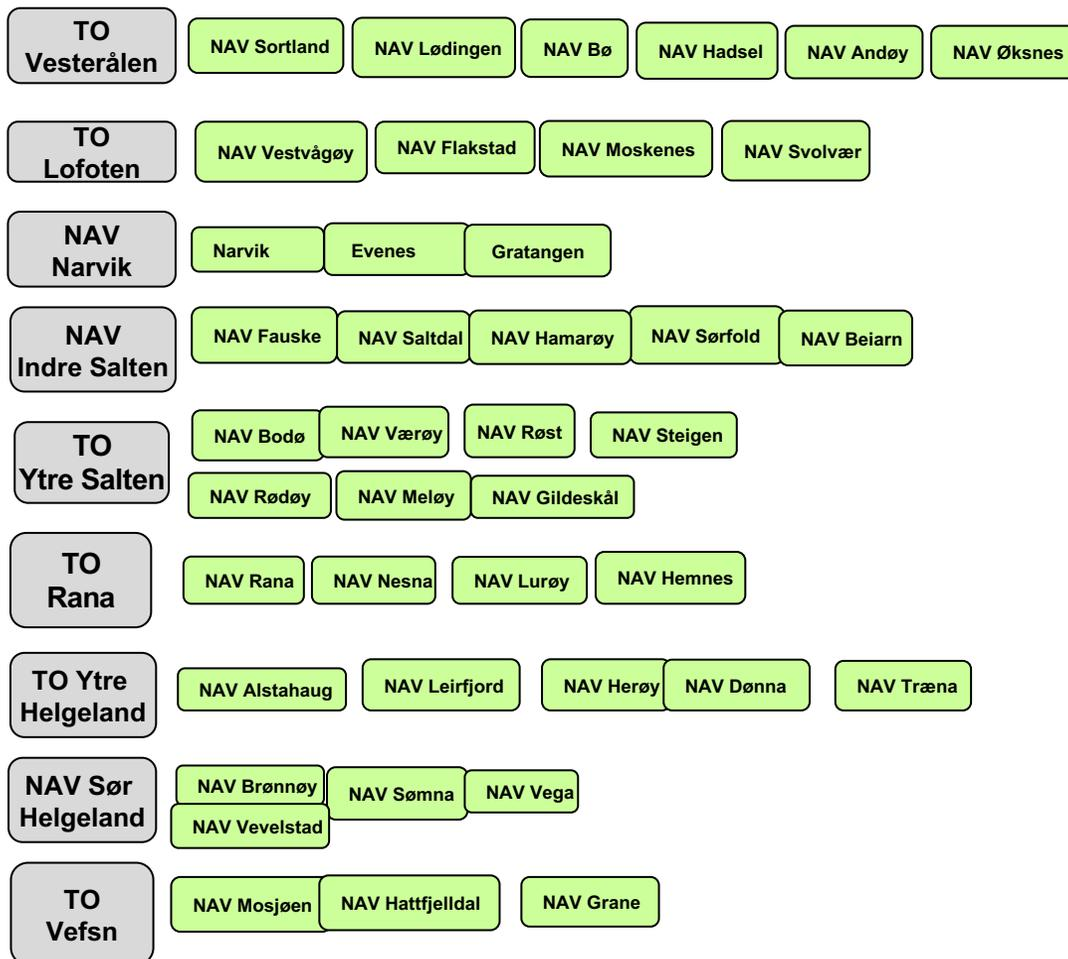 TO
Vesterålen
NAV Sortland
NAV Lødingen
NAV Bø
NAV Hadsel
NAV Andøy
NAV Øksnes
TO
Lofoten
NAV Vestvågøy
NAV Flakstad
NAV Moskenes
NAV Svolvær
NAV
Narvik
Narvik
Evenes
Gratangen
NAV
Indre Salten
NAV Fauske
NAV Saltdal
NAV Hamarøy
NAV Sørfold
NAV Beiarn
TO
Ytre Salten
NAV Bodø
NAV Værøy
NAV Røst
NAV Steigen
NAV Rødøy
NAV Meløy
NAV Gildeskål
TO
Rana
NAV Rana
NAV Nesna
NAV Lurøy
NAV Hemnes
TO Ytre
Helgeland
NAV Alstahaug
NAV Leirfjord
NAV Herøy
NAV Dønna
NAV Træna
NAV Sør
Helgeland
NAV Brønnøy
NAV Sømna
NAV Vega
NAV Vevelstad
TO
Vefsn
NAV Mosjøen
NAV Hattfjelldal
NAV Grane